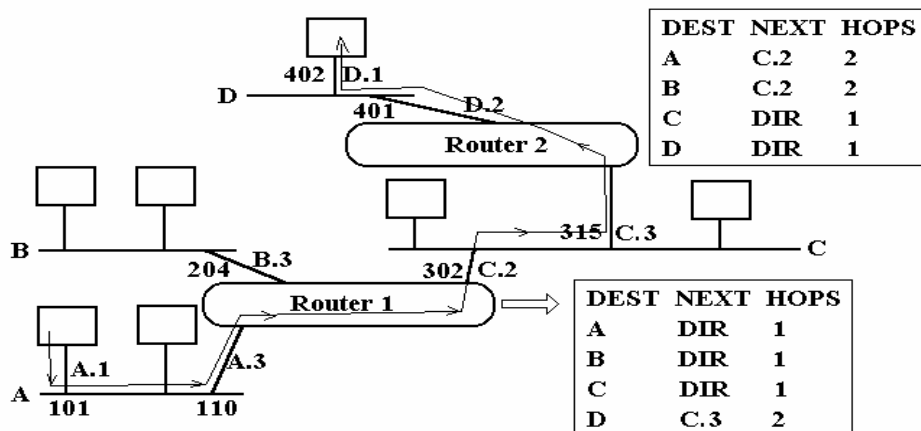 DEST NEXT HOPS
A C.2 2
B C.2 2
C DIR 1
D DIR 1
402 D.1
D
401
D.2
Router 2
B
204
B.3
315
C.3
C
302
C.2
Router 1
A.1
A.3
A
101
110
DEST NEXT HOPS
A DIR 1
B DIR 1
C DIR 1
D C.3 2